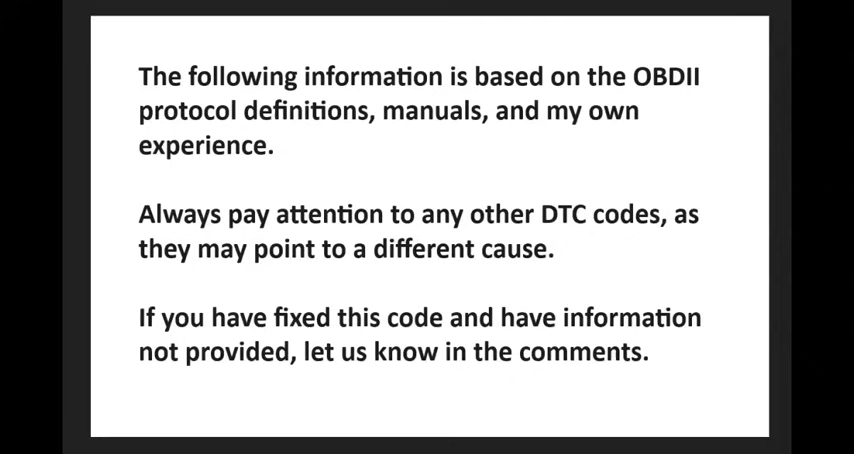 The following information is based on the OBDII
protocol definitions, manuals, and my own
experience.
Always pay attention to any other DTC codes, as
they may point to a different cause.
If you have fixed this code and have information
not provided, let us know in the comments.